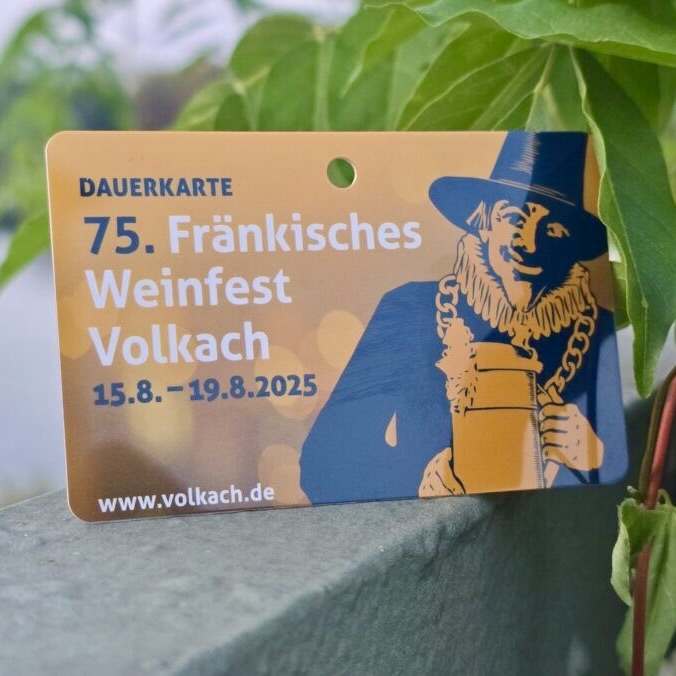 DAUERKARTE
75. Fränkisches
Weinfest
Volkach
15.8. – 19.8.2025
www.volkach.de